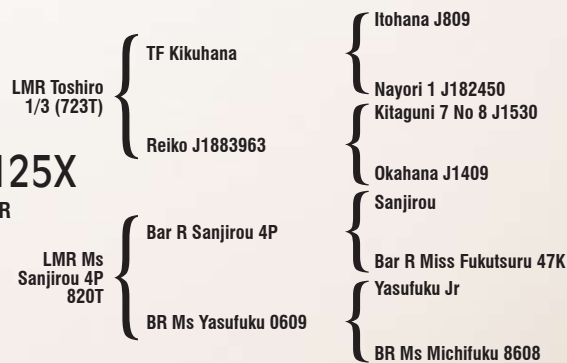 Itohana J809
TF Kikuhana
LMR Toshiro
1/3 (723T)
Nayori 1 J182450
Kitaguni 7 No 8 J1530
Reiko J1883963
Okahana J1409
125X
R
Sanjirou
Bar R Sanjirou 4P
LMR Ms
Sanjirou 4P
820T
Bar R Miss Fukutsuru 47K
Yasufuku Jr
BR Ms Yasufuku 0609
BR Ms Michifuku 8608